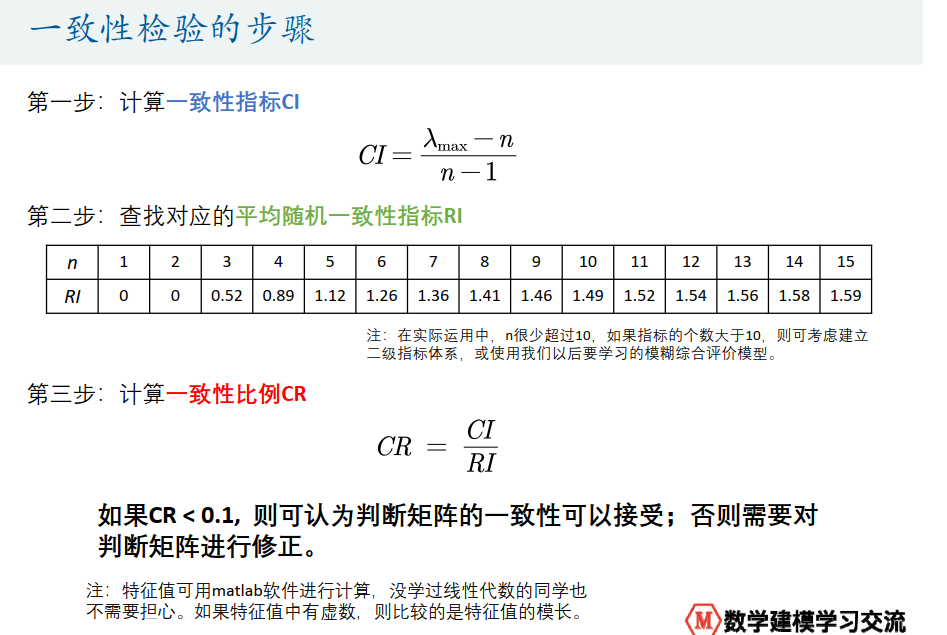 一致性检验的步骤
第一步：计算一致性指标CI
CI = (λmax − n) / (n − 1)
第二步：查找对应的平均随机一致性指标RI
n 1 2 3 4 5 6 7 8 9 10 11 12 13 14 15
RI 0 0 0.52 0.89 1.12 1.26 1.36 1.41 1.46 1.49 1.52 1.54 1.56 1.58 1.59
注：在实际运用中，n很少超过10，如果指标的个数大于10，则可考虑建立
二级指标体系，或使用我们以后要学习的模糊综合评价模型。
第三步：计算一致性比例CR
CR = CI / RI
如果CR < 0.1, 则可认为判断矩阵的一致性可以接受；否则需要对
判断矩阵进行修正。
注：特征值可用matlab软件进行计算，没学过线性代数的同学也
不需要担心。如果特征值中有虚数，则比较的是特征值的模长。
M 数学建模学习交流